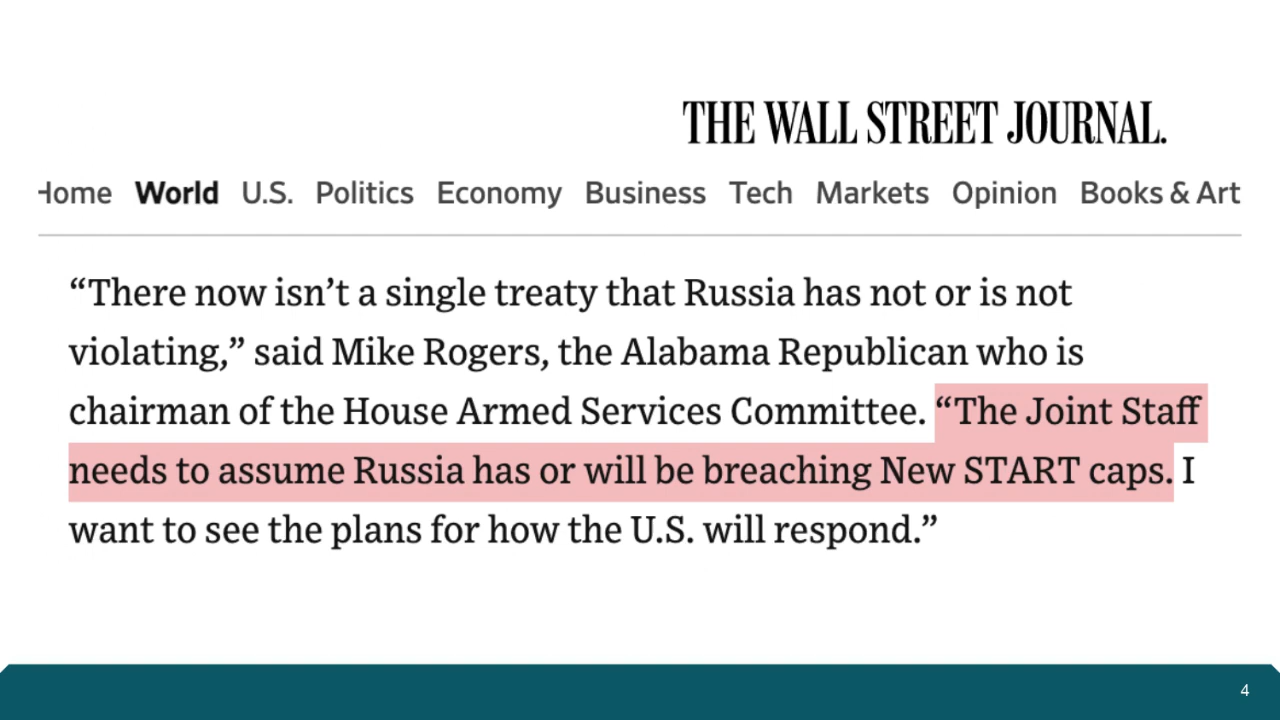 THE WALL STREET JOURNAL.
Home World U.S. Politics Economy Business Tech Markets Opinion Books & Art
“There now isn’t a single treaty that Russia has not or is not
violating,” said Mike Rogers, the Alabama Republican who is
chairman of the House Armed Services Committee. “The Joint Staff
needs to assume Russia has or will be breaching New START caps. I
want to see the plans for how the U.S. will respond.”
4